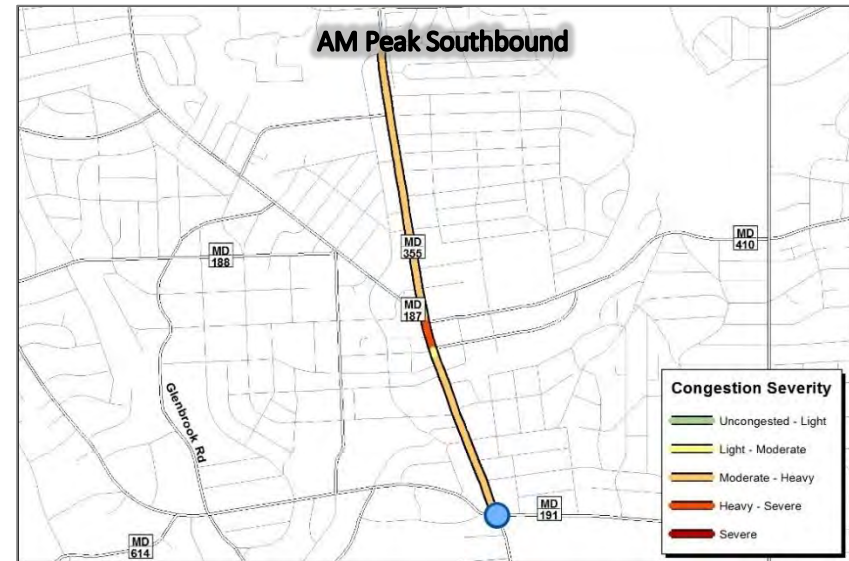 AM Peak Southbound
MD
410
MD
355
MD
188
MD
187
Glenbrook Rd
Congestion Severity
Uncongested - Light
Light - Moderate
Moderate - Heavy
Heavy - Severe
Severe
MD
191
MD
614